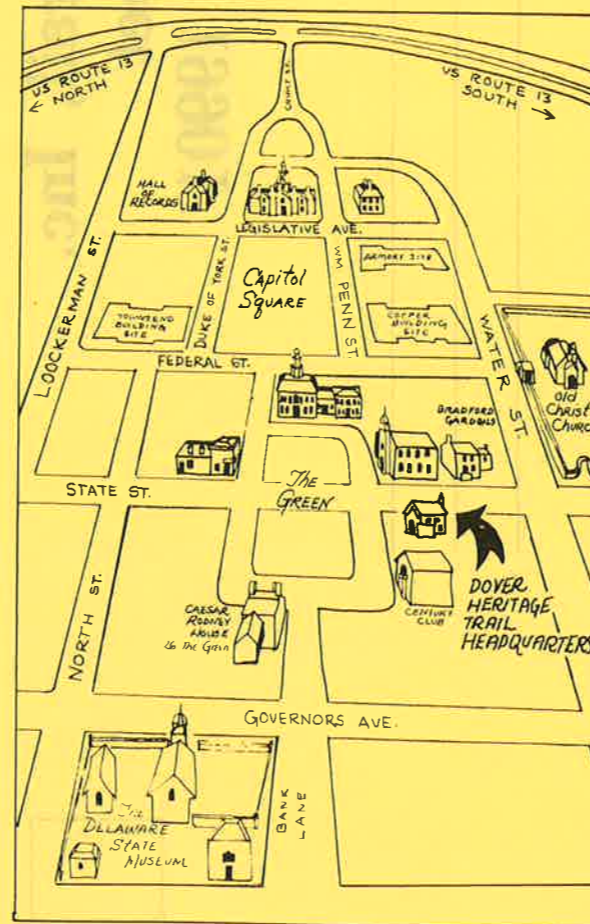 US ROUTE 13
NORTH
COURT ST.
US ROUTE 13
SOUTH
HALL
OF
RECORDS
LEGISLATIVE AVE.
LOOCKERMAN ST.
DUKE OF YORK ST.
Capitol
Square
WM PENN ST.
ARMORY SITE
TOWNSEND
BUILDING
SITE
COPPER
BUILDING
SITE
WATER ST.
FEDERAL ST.
Old
Christ
Church
BRADFORD
GARDENS
The
GREEN
STATE ST.
NORTH ST.
CAESAR
RODNEY
HOUSE
CENTURY
CLUB
DOVER
HERITAGE
TRAIL
HEADQUARTERS
GOVERNORS AVE.
BANK
LANE
The
DELAWARE
STATE
MUSEUM